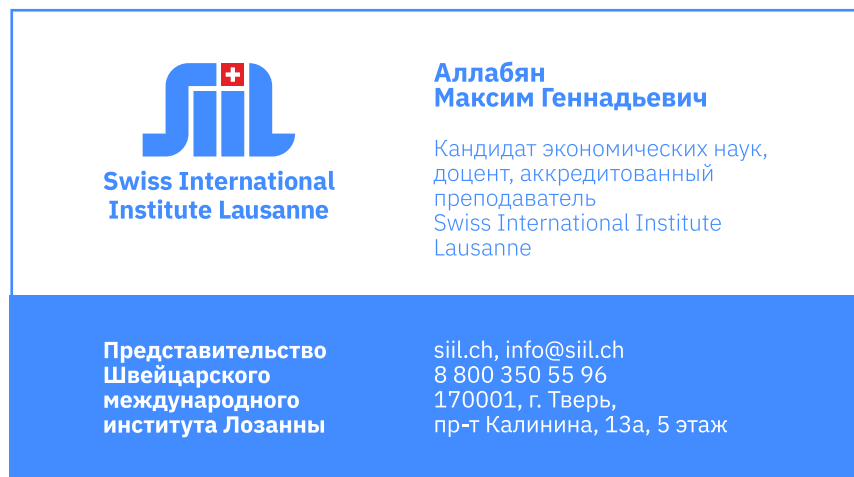 siil
Swiss International
Institute Lausanne
Аллабян
Максим Геннадьевич
Кандидат экономических наук,
доцент, аккредитованный
преподаватель
Swiss International Institute
Lausanne
Представительство
Швейцарского
международного
института Лозанны
siil.ch, info@siil.ch
8 800 350 55 96
170001, г. Тверь,
пр-т Калинина, 13а, 5 этаж